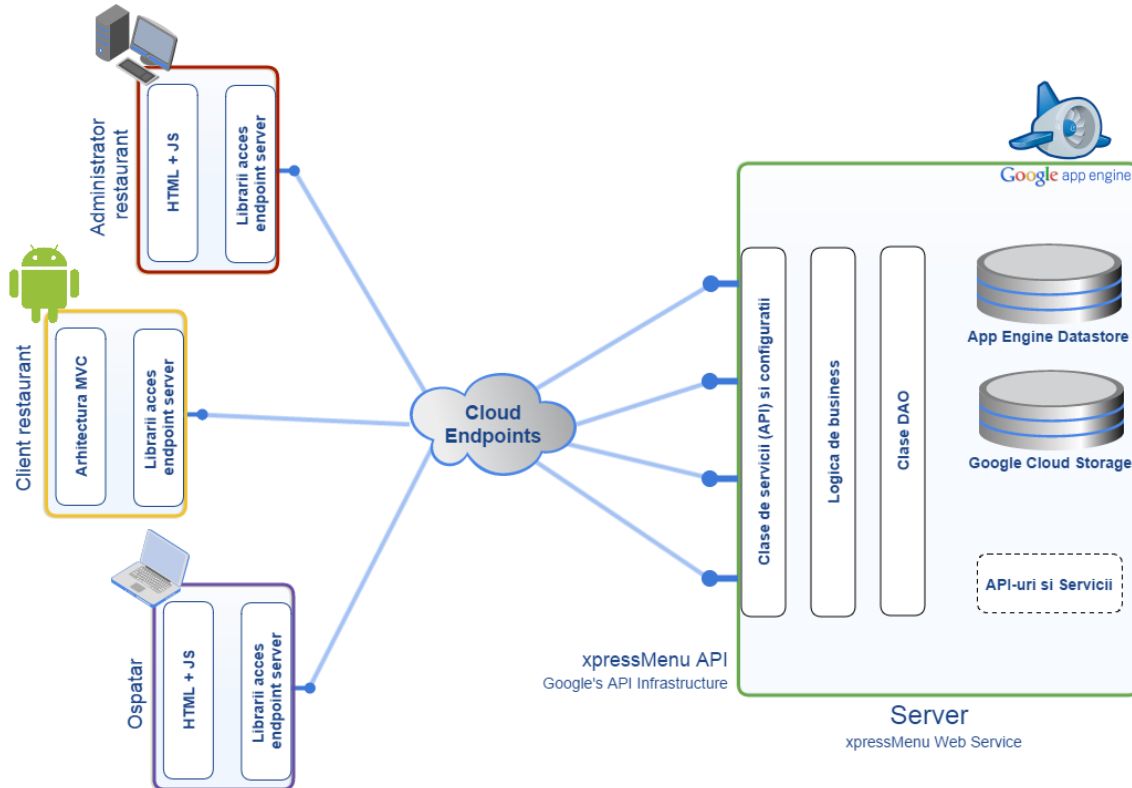 Administrator
restaurant
HTML + JS
Librarii acces
endpoint server
Client restaurant
Arhitectura MVC
Librarii acces
endpoint server
Ospatar
HTML + JS
Librarii acces
endpoint server
Cloud
Endpoints
xpressMenu API
Google's API Infrastructure
Google app engine
Clase de servicii (API) si configuratii
Logica de business
Clase DAO
App Engine Datastore
Google Cloud Storage
API-uri si Servicii
Server
xpressMenu Web Service